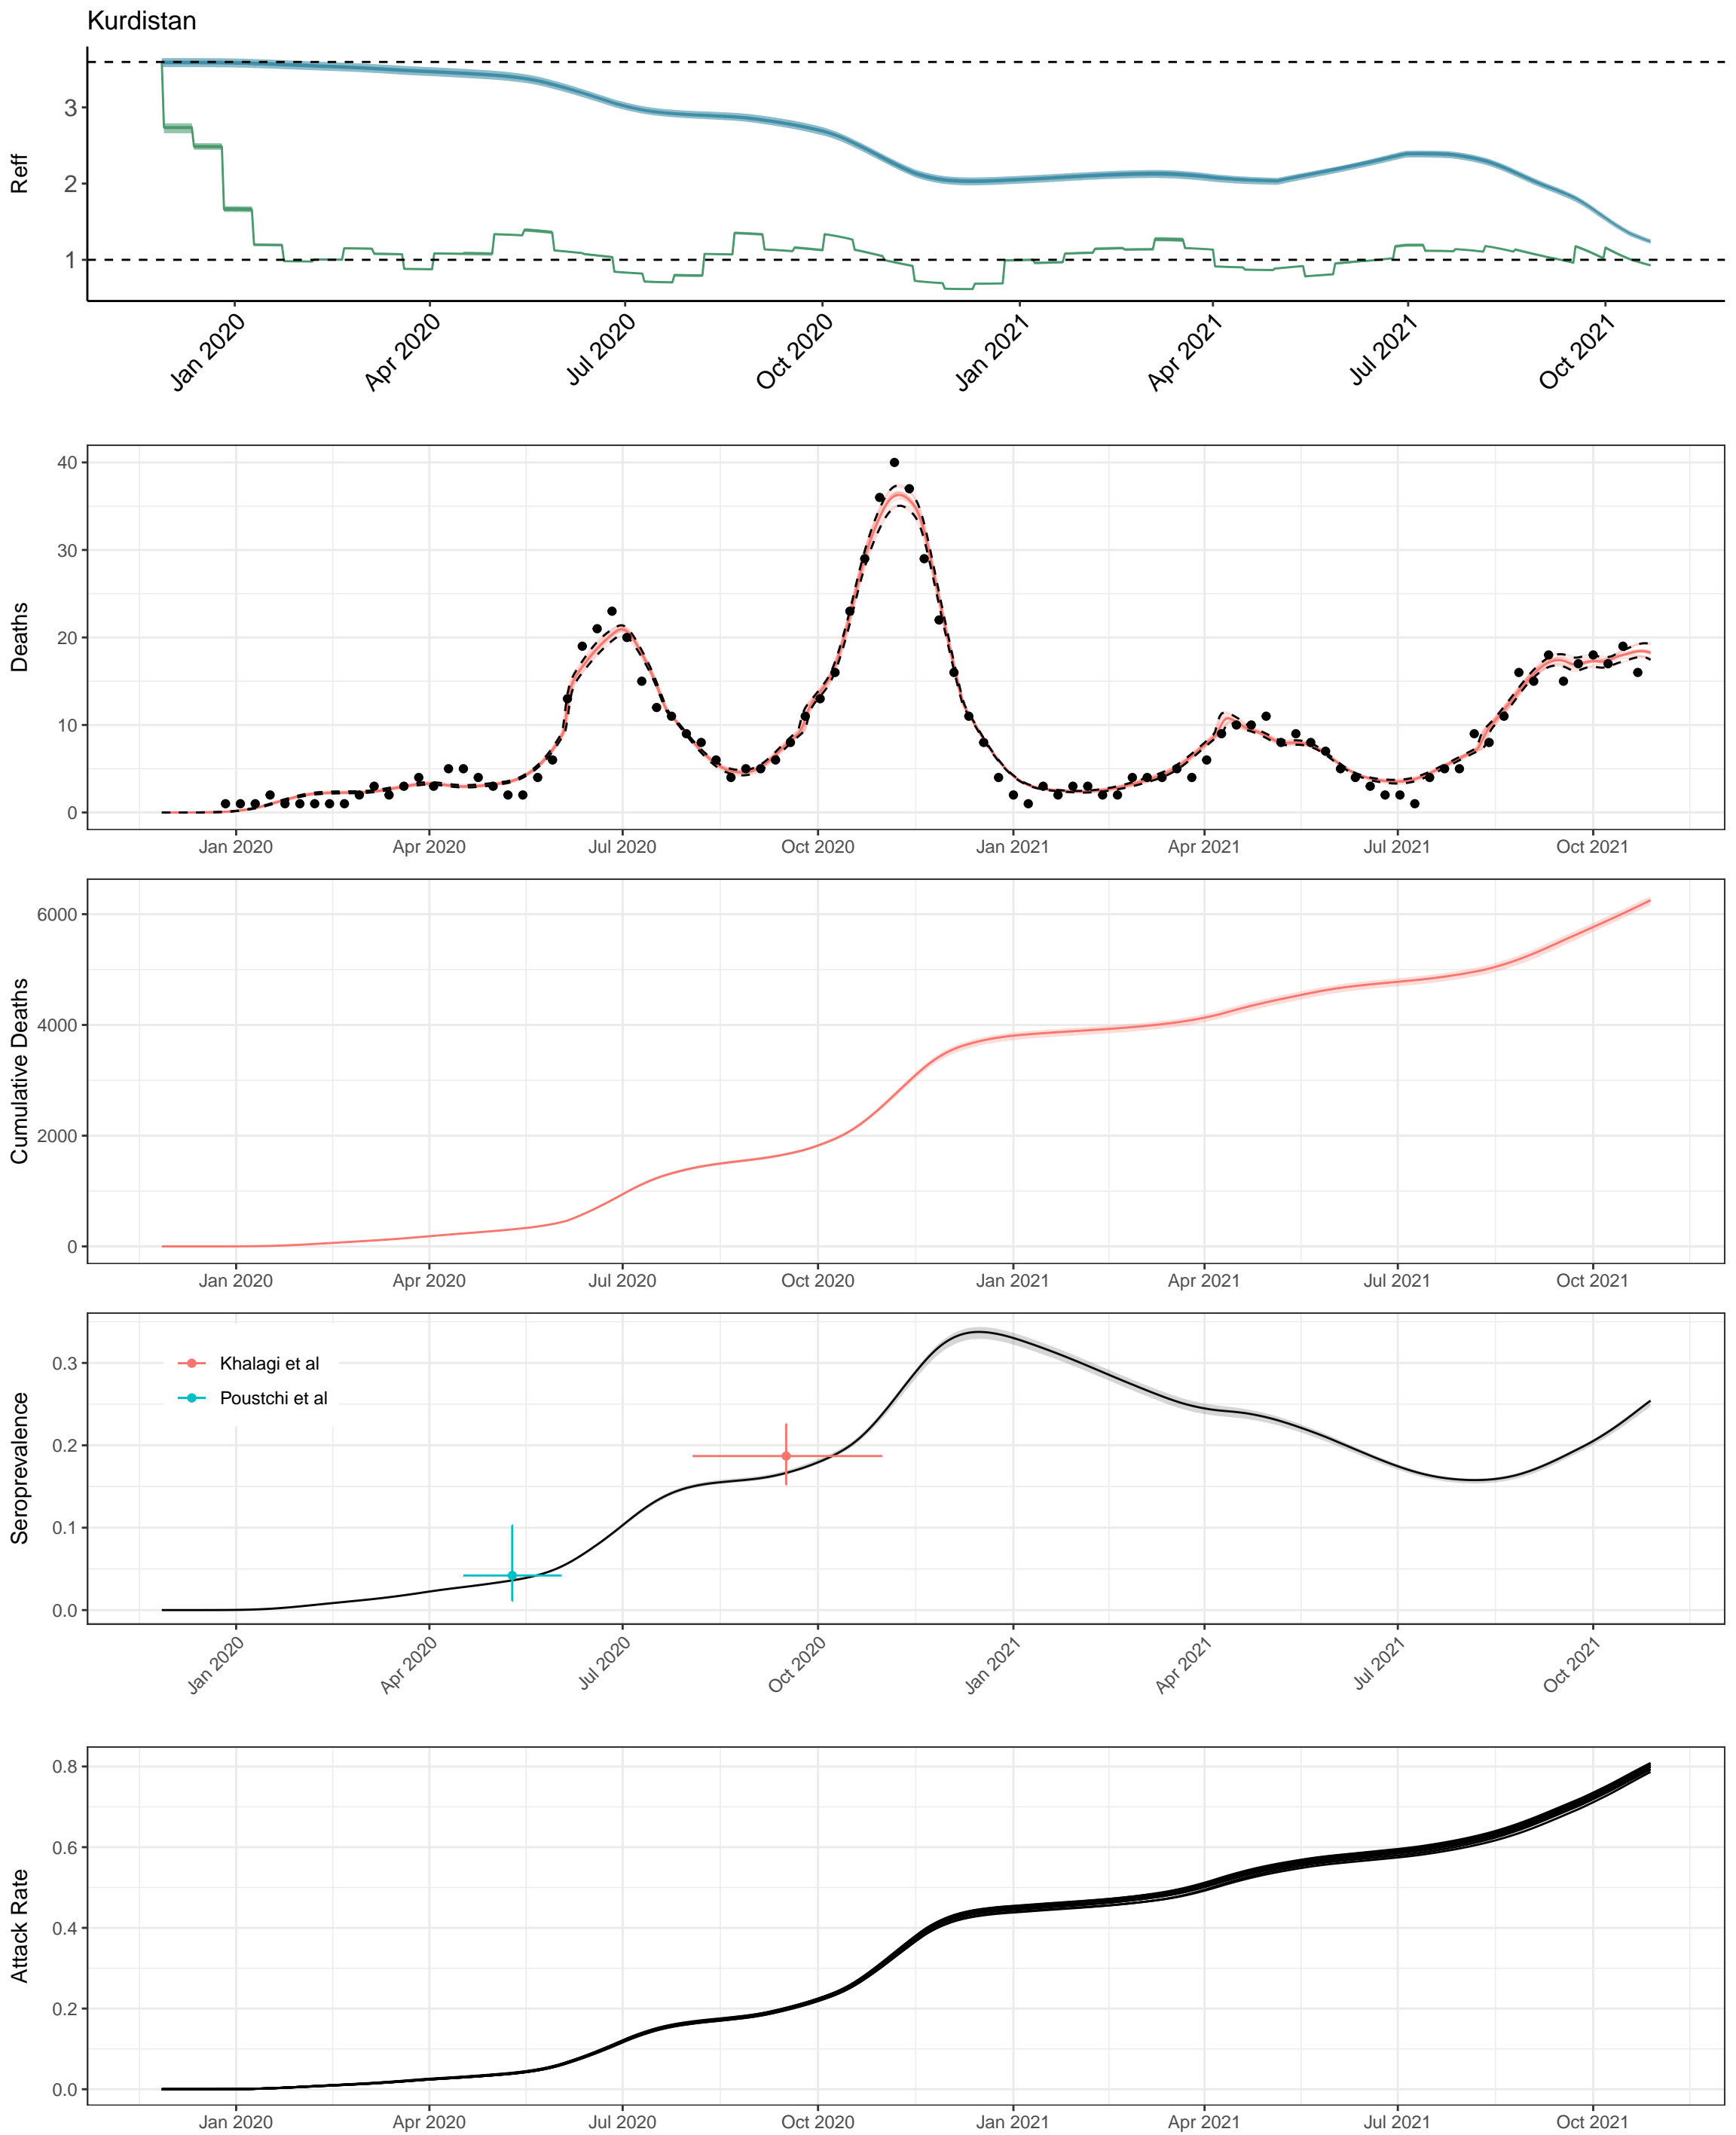 Kurdistan
Reff
3
2
1
Jan 2020
Apr 2020
Jul 2020
Oct 2020
Jan 2021
Apr 2021
Jul 2021
Oct 2021
Deaths
40
30
20
10
0
Jan 2020
Apr 2020
Jul 2020
Oct 2020
Jan 2021
Apr 2021
Jul 2021
Oct 2021
Cumulative Deaths
6000
4000
2000
0
Jan 2020
Apr 2020
Jul 2020
Oct 2020
Jan 2021
Apr 2021
Jul 2021
Oct 2021
Seroprevalence
0.3
0.2
0.1
0.0
Khalagi et al
Poustchi et al
Jan 2020
Apr 2020
Jul 2020
Oct 2020
Jan 2021
Apr 2021
Jul 2021
Oct 2021
Attack Rate
0.8
0.6
0.4
0.2
0.0
Jan 2020
Apr 2020
Jul 2020
Oct 2020
Jan 2021
Apr 2021
Jul 2021
Oct 2021